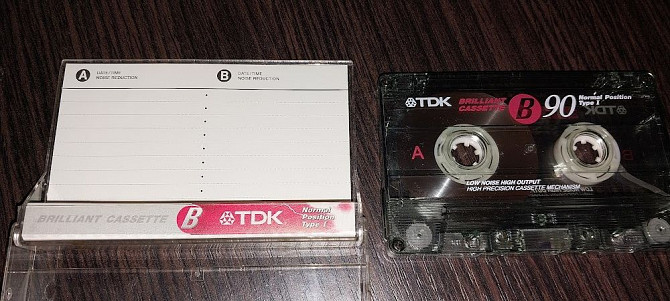 A DATE/TIME
NOISE REDUCTION
B DATE/TIME
NOISE REDUCTION
BRILLIANT CASSETTE B TDK Normal
Position
Type I
TDK BRILLIANT
CASSETTE B 90 Normal Position
Type I
TDK
A
B
LOW NOISE HIGH OUTPUT
HIGH PRECISION CASSETTE MECHANISM